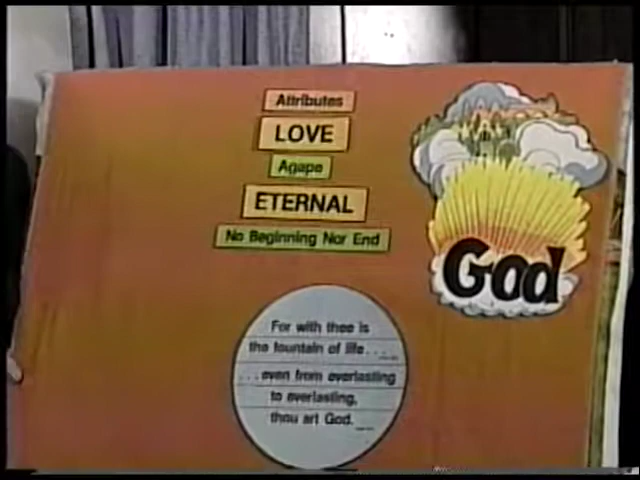 Attributes
LOVE
Agape
ETERNAL
No Beginning Nor End
God
For with thee is
the fountain of life . . . .
. . . even from everlasting
to everlasting,
thou art God.